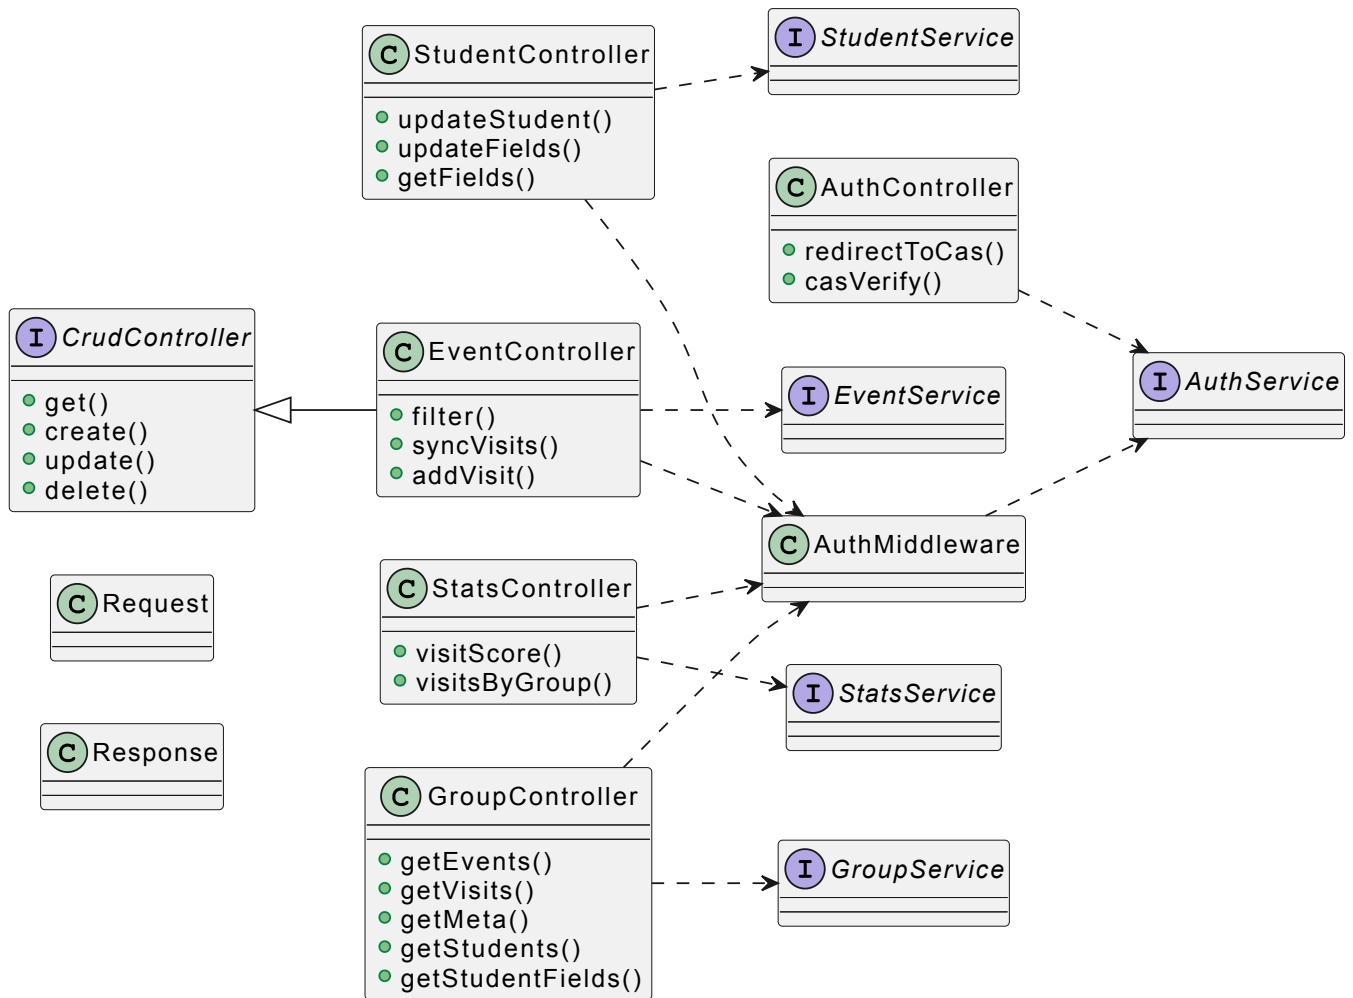 C StudentController
updateStudent()
updateFields()
getFields()
I StudentService
C AuthController
redirectToCas()
casVerify()
I CrudController
get()
create()
update()
delete()
C EventController
filter()
syncVisits()
addVisit()
I EventService
I AuthService
C AuthMiddleware
C Request
C StatsController
visitScore()
visitsByGroup()
I StatsService
C Response
C GroupController
getEvents()
getVisits()
getMeta()
getStudents()
getStudentFields()
I GroupService